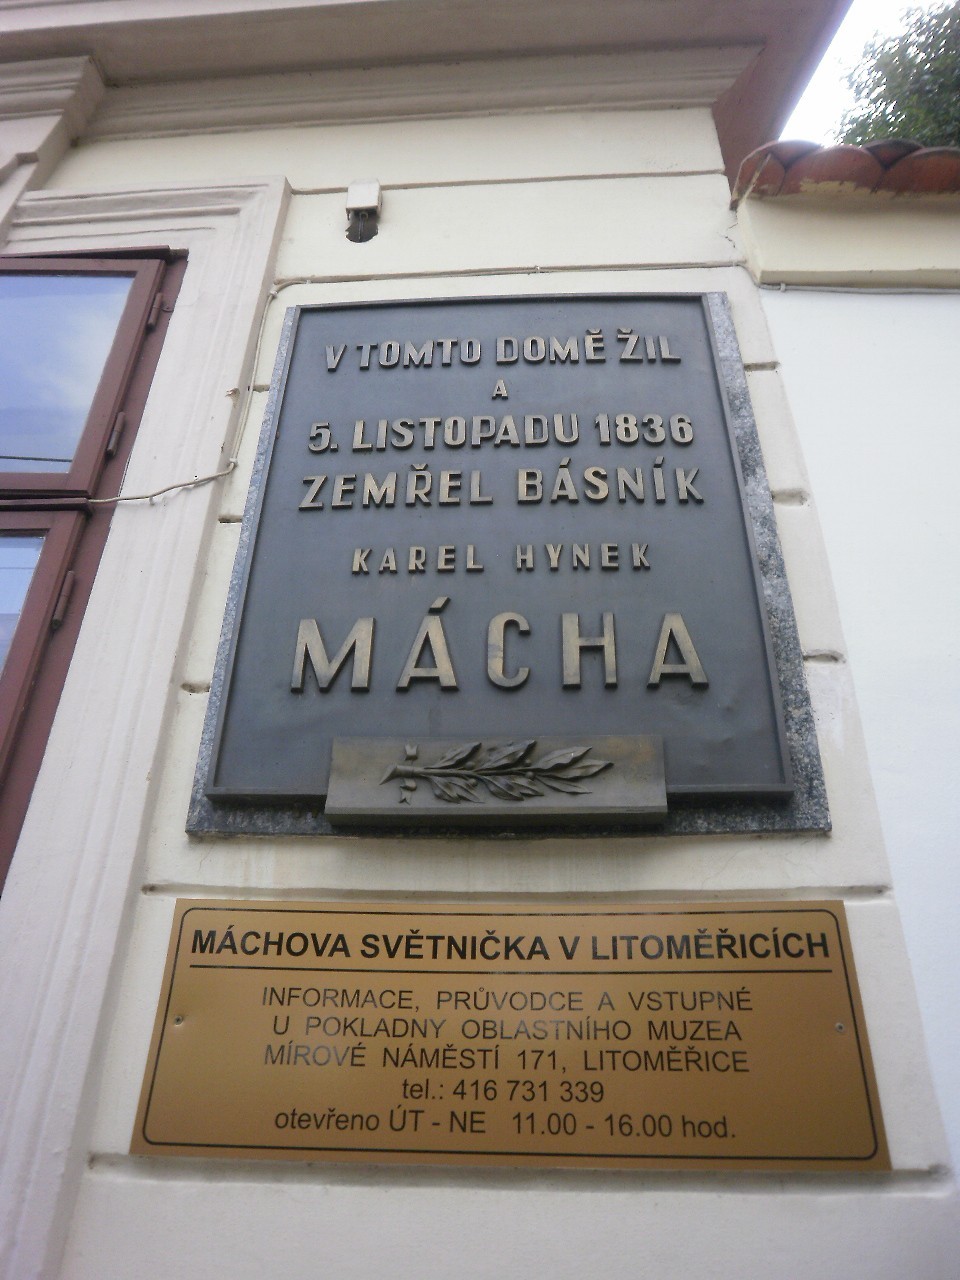 V TOMTO DOMĚ ŽIL
A
5. LISTOPADU 1836
ZEMŘEL BÁSNÍK
KAREL HYNEK
MÁCHA
MÁCHOVA SVĚTNIČKA V LITOMĚŘICÍCH
INFORMACE, PRŮVODCE A VSTUPNÉ
U POKLADNY OBLASTNÍHO MUZEA
MÍROVÉ NÁMĚSTÍ 171, LITOMĚŘICE
tel.: 416 731 339
otevřeno ÚT - NE 11.00 - 16.00 hod.